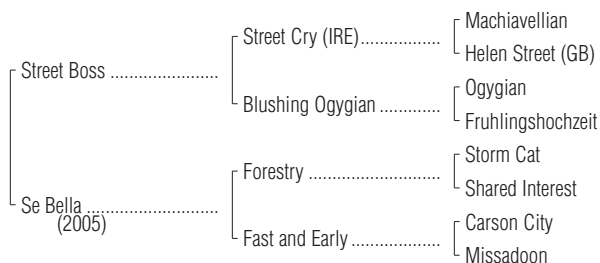 Machiavellian
Street Cry (IRE)................
Helen Street (GB)
Street Boss ......................
Ogygian
Blushing Ogygian ............
Fruhlingshochzeit
Storm Cat
Forestry ..........................
Shared Interest
Se Bella ...........................
(2005)
Carson City
Fast and Early ..................
Missadoon